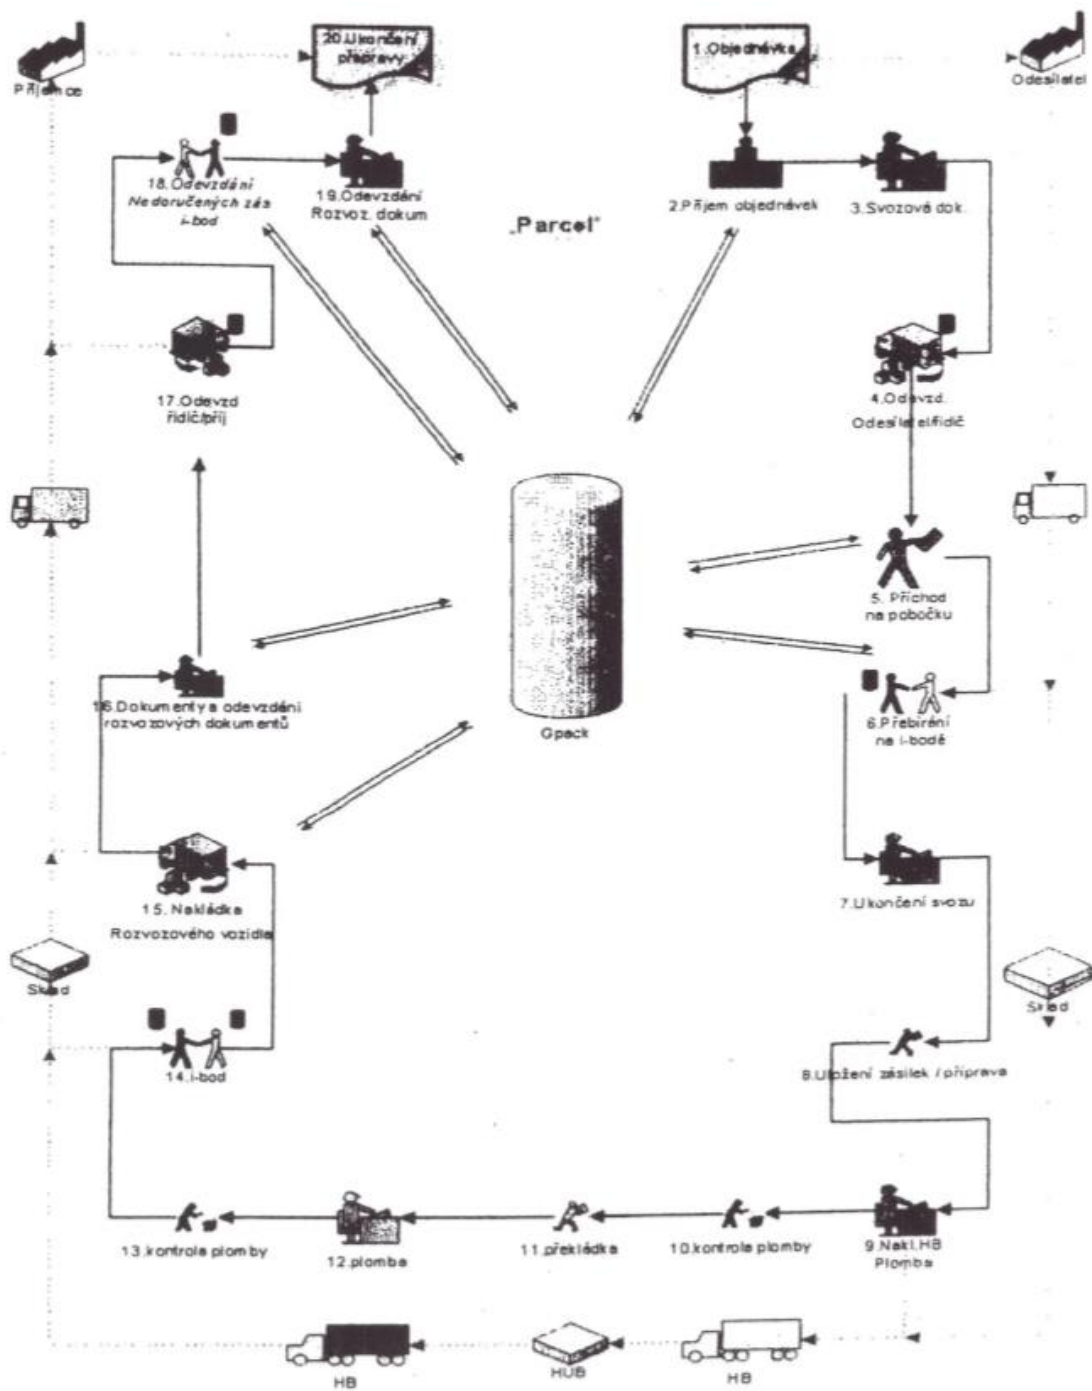 Příjemce
20.Ukončení
přepravy
1.Objednávka
Odesílatel
18.Odevzdání
Nedoručených zás
i-bod
19.Odevzdání
Rozvoz. dokum
„Parcel“
2.Příjem objednávek
3.Svozová dok.
17.Odevzd
řidič/příj
4.Odevzd.
Odesílatel/řidič
5. Příchod
na pobočku
16.Dokumenty a odevzdání
rozvozových dokumentů
6.Přebírání
na i-bodě
Gpack
15. Nakládka
Rozvozového vozidla
7.Ukončení svozu
Sklad
Sklad
14.i-bod
8.Uložení zásilek / příprava
13.kontrola plomby
12.plomba
11.překládka
10.kontrola plomby
9.Nakl.HB
Plomba
HB
HUB
HB